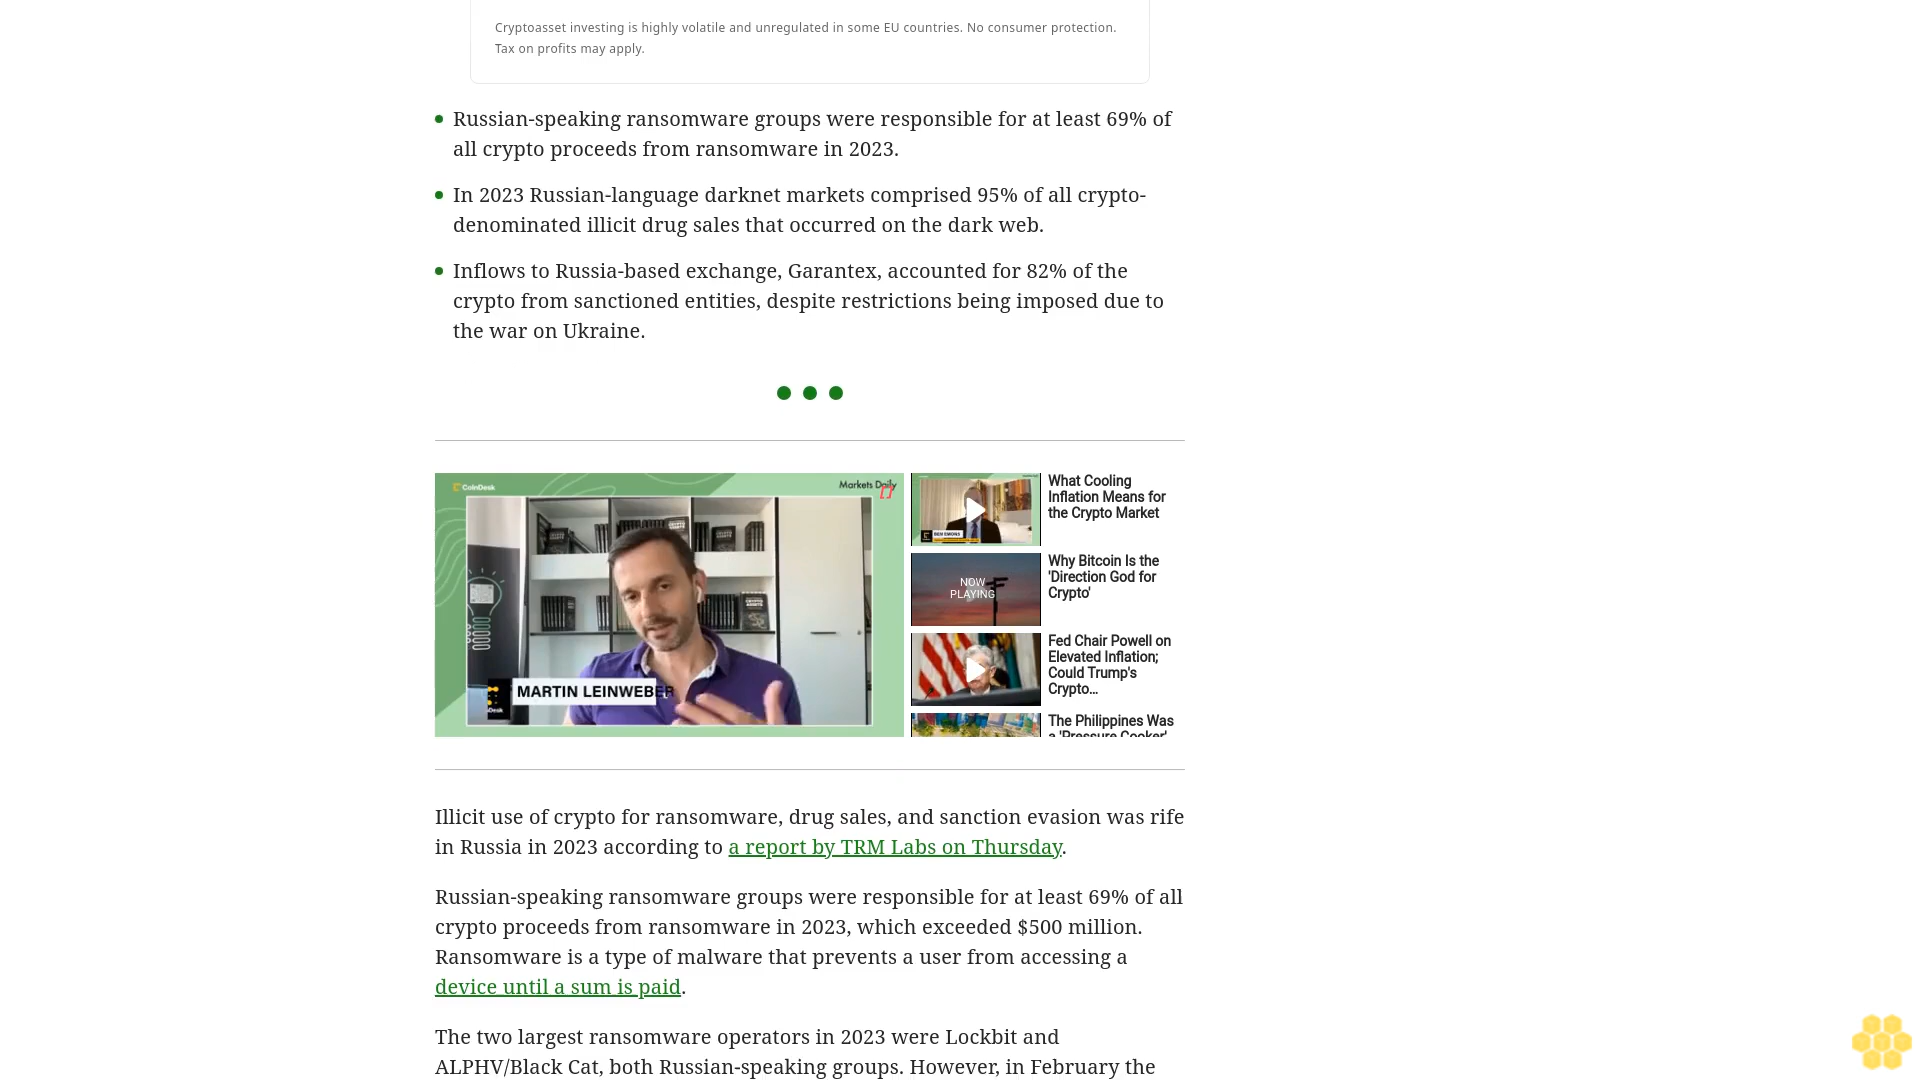 Cryptoasset investing is highly volatile and unregulated in some EU countries. No consumer protection.
Tax on profits may apply.
Russian-speaking ransomware groups were responsible for at least 69% of
all crypto proceeds from ransomware in 2023.
In 2023 Russian-language darknet markets comprised 95% of all crypto-
denominated illicit drug sales that occurred on the dark web.
Inflows to Russia-based exchange, Garantex, accounted for 82% of the
crypto from sanctioned entities, despite restrictions being imposed due to
the war on Ukraine.
CoinDesk
Markets Daily
MARTIN LEINWEBER
What Cooling
Inflation Means for
the Crypto Market
BEN EMONS
NOW
PLAYING
Why Bitcoin Is the
'Direction God for
Crypto'
Fed Chair Powell on
Elevated Inflation;
Could Trump's
Crypto...
The Philippines Was
a 'Pressure Cooker'
Illicit use of crypto for ransomware, drug sales, and sanction evasion was rife
in Russia in 2023 according to a report by TRM Labs on Thursday.
Russian-speaking ransomware groups were responsible for at least 69% of all
crypto proceeds from ransomware in 2023, which exceeded $500 million.
Ransomware is a type of malware that prevents a user from accessing a
device until a sum is paid.
The two largest ransomware operators in 2023 were Lockbit and
ALPHV/Black Cat, both Russian-speaking groups. However, in February the